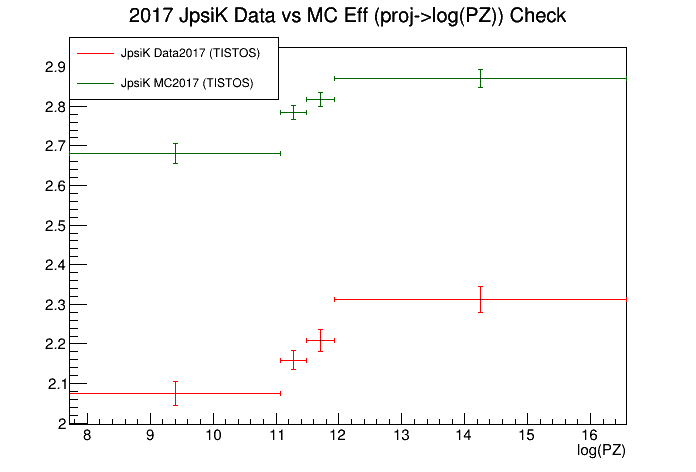 2017 JpsiK Data vs MC Eff (proj->log(PZ)) Check
JpsiK Data2017 (TISTOS)
JpsiK MC2017 (TISTOS)
2.9
2.8
2.7
2.6
2.5
2.4
2.3
2.2
2.1
2
8 9 10 11 12 13 14 15 16
log(PZ)